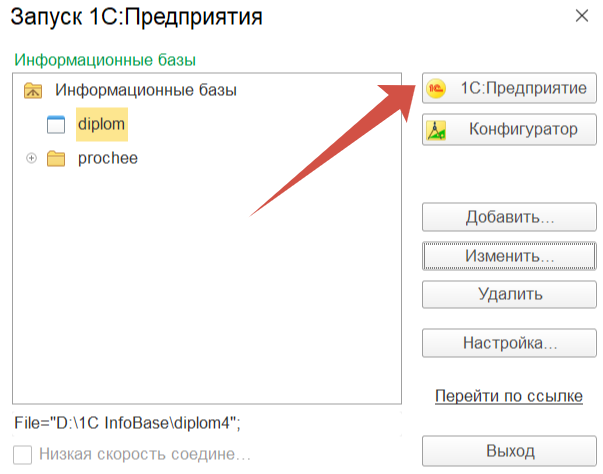 Запуск 1С:Предприятия
Информационные базы
Информационные базы
diplom
prochee
1С:Предприятие
Конфигуратор
Добавить...
Изменить...
Удалить
Настройка...
Перейти по ссылке
File="D:\1C InfoBase\diplom4";
Низкая скорость соедине...
Выход